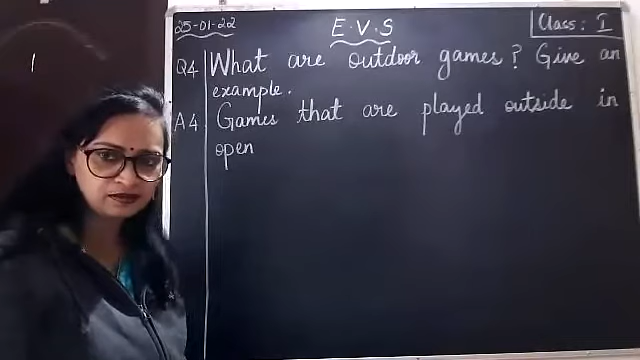 25-01-22
E.V.S
Class: I
Q4 What are outdoor games? Give an
example.
A4. Games that are played outside in
open